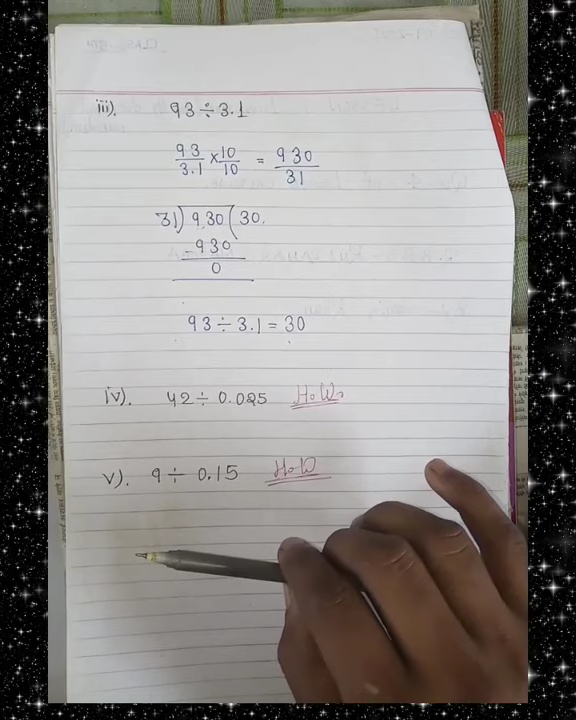 iii). 93 ÷ 3.1
93/3.1 × 10/10 = 930/31
31) 930 ( 30.
- 930
0
93 ÷ 3.1 = 30
iv). 42 ÷ 0.025 H.W.
v). 9 ÷ 0.15 H.W